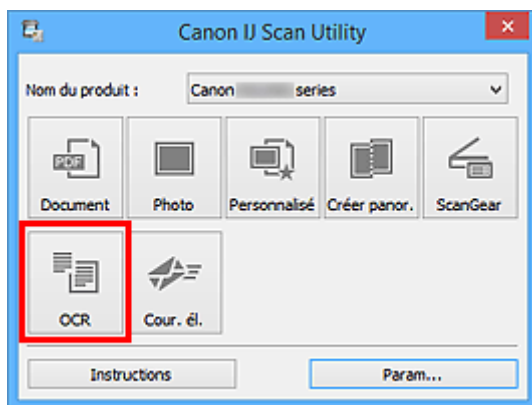 Canon IJ Scan Utility
Nom du produit : Canon series
PDF
Document Photo Personnalisé Créer panor. ScanGear
OCR Cour. él.
Instructions Param...